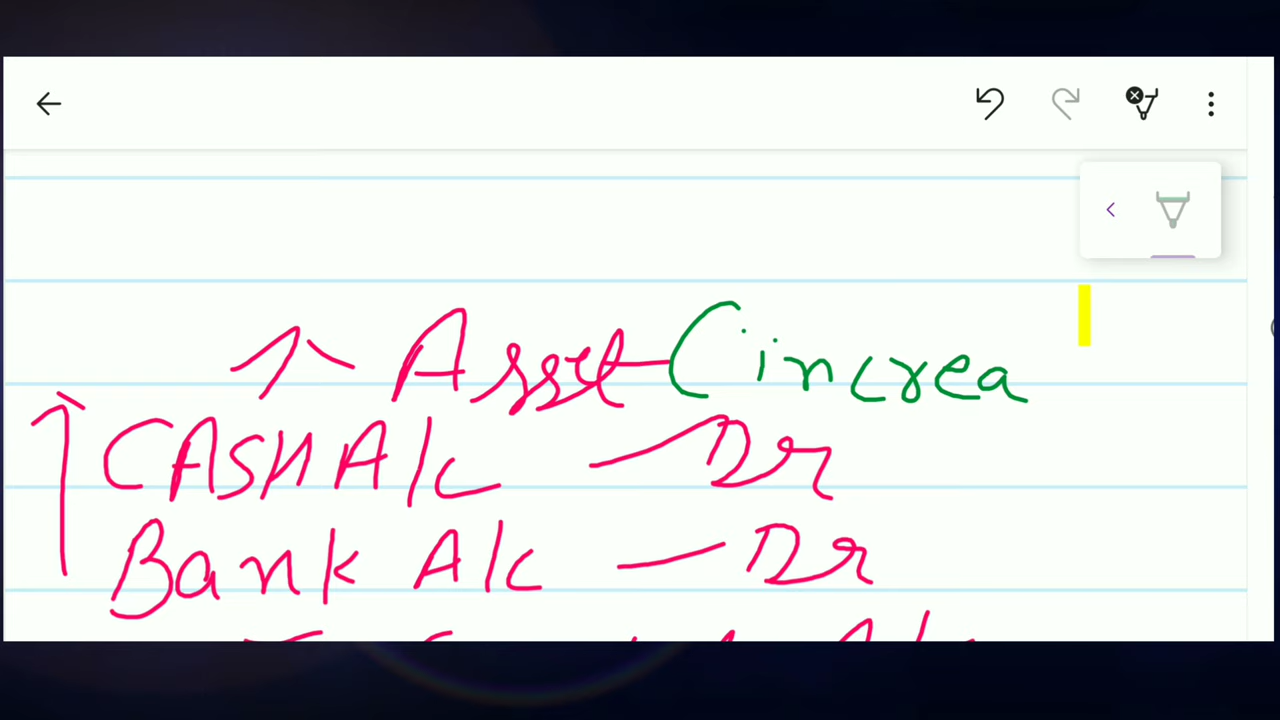 ↑ Asset (increa
CASH A/c — Dr
Bank A/c — Dr